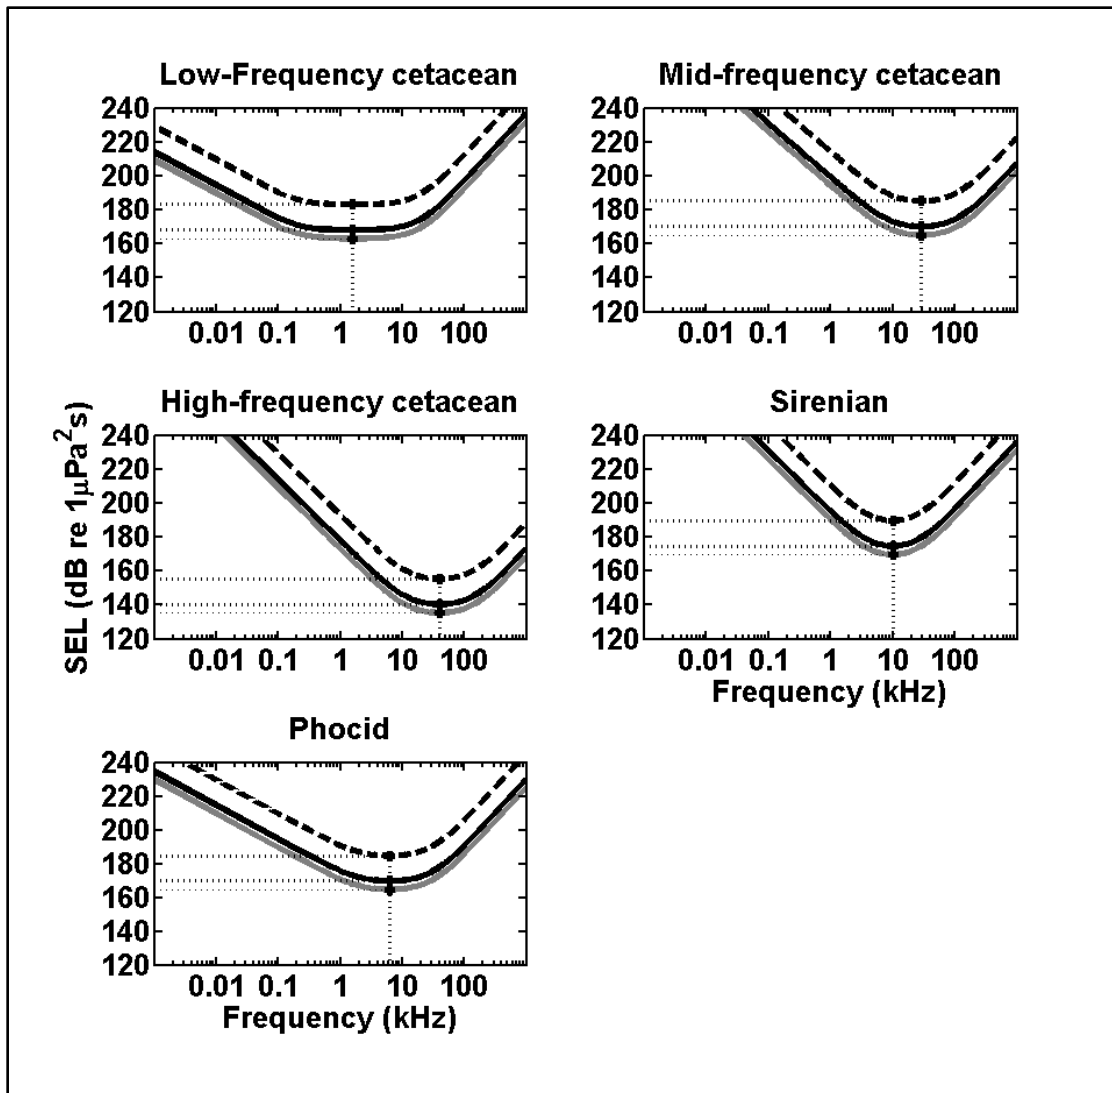 Low-Frequency cetacean
240
220
200
180
160
140
120
0.01 0.1 1 10 100
Mid-frequency cetacean
240
220
200
180
160
140
120
0.01 0.1 1 10 100
SEL (dB re 1μPa²s)
High-frequency cetacean
240
220
200
180
160
140
120
0.01 0.1 1 10 100
Sirenian
240
220
200
180
160
140
120
0.01 0.1 1 10 100
Frequency (kHz)
Phocid
240
220
200
180
160
140
120
0.01 0.1 1 10 100
Frequency (kHz)